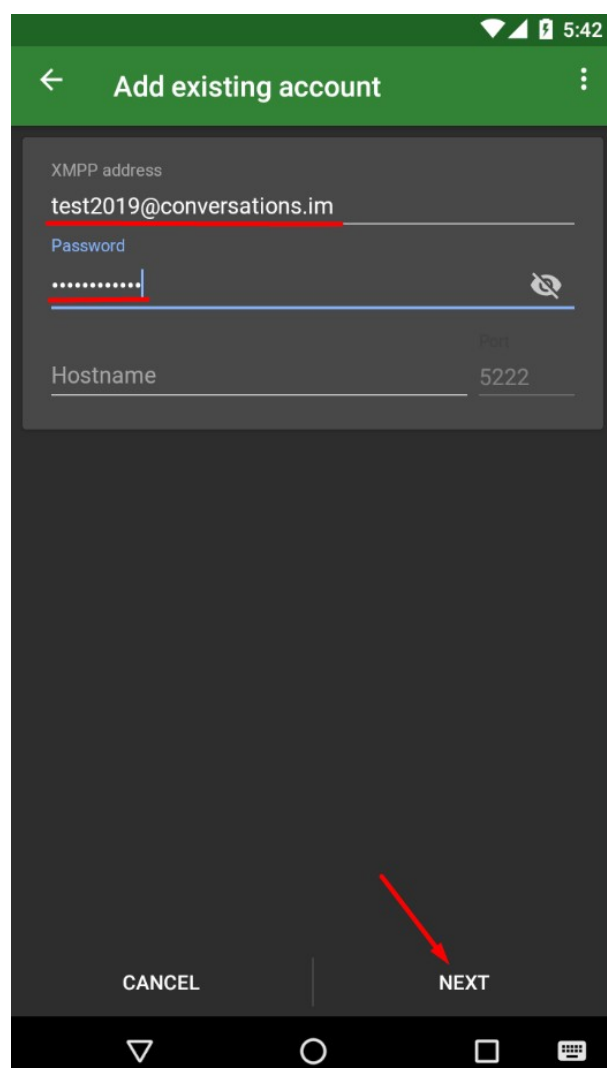 5:42
Add existing account
XMPP address
test2019@conversations.im
Password
••••••••••••
Port
Hostname 5222
CANCEL NEXT